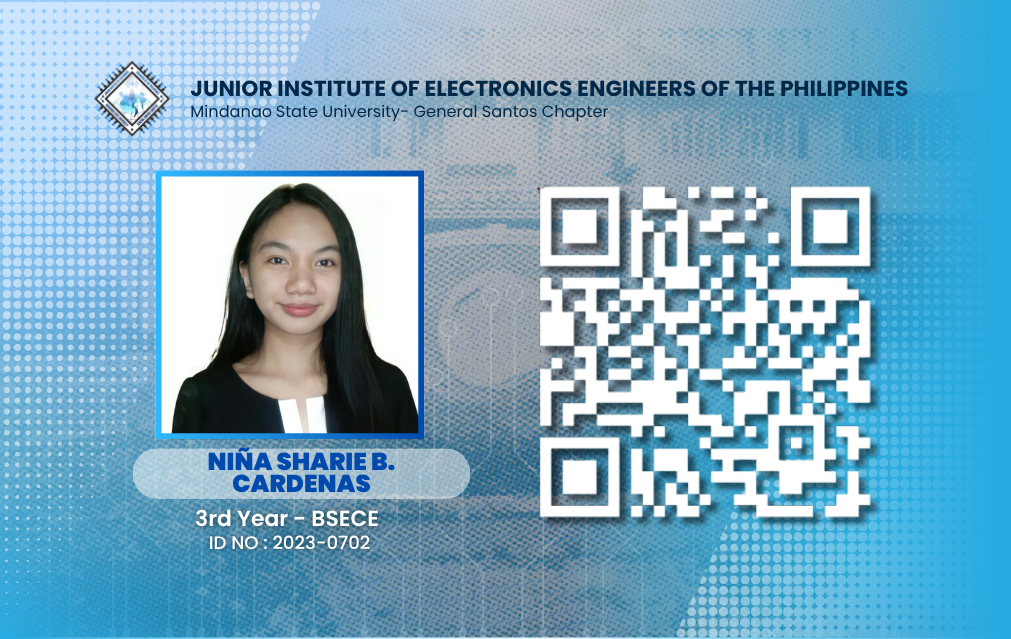 JUNIOR INSTITUTE OF ELECTRONICS ENGINEERS OF THE PHILIPPINES
Mindanao State University- General Santos Chapter
NIÑA SHARIE B.
CARDENAS
3rd Year - BSECE
ID NO : 2023-0702